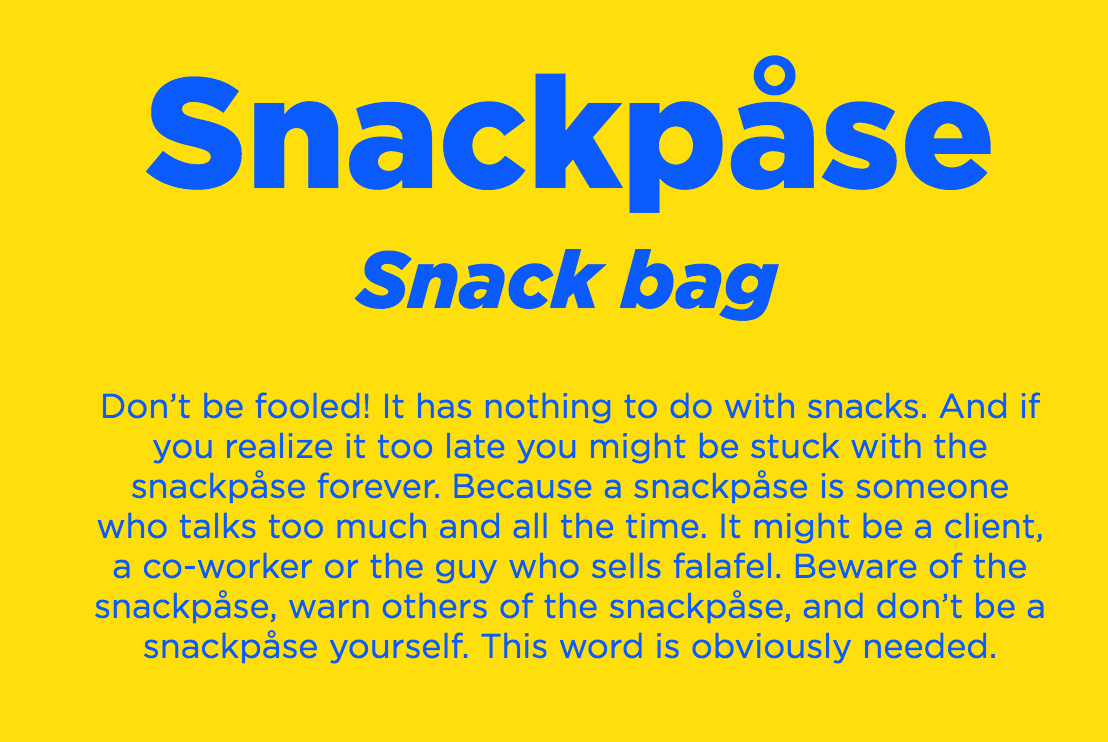 Snackpåse
Snack bag
Don’t be fooled! It has nothing to do with snacks. And if
you realize it too late you might be stuck with the
snackpåse forever. Because a snackpåse is someone
who talks too much and all the time. It might be a client,
a co-worker or the guy who sells falafel. Beware of the
snackpåse, warn others of the snackpåse, and don’t be a
snackpåse yourself. This word is obviously needed.